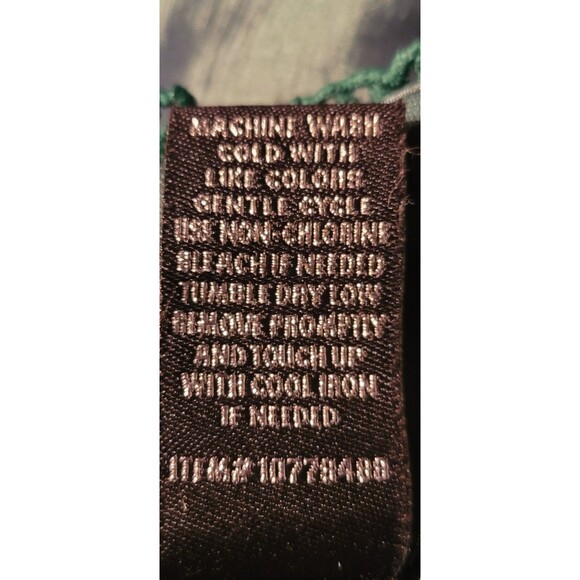 MACHINE WASH
COLD WITH
LIKE COLORS
GENTLE CYCLE
USE NON-CHLORINE
BLEACH IF NEEDED
TUMBLE DRY LOW
REMOVE PROMPTLY
AND TOUCH UP
WITH COOL IRON
IF NEEDED
ITEM#